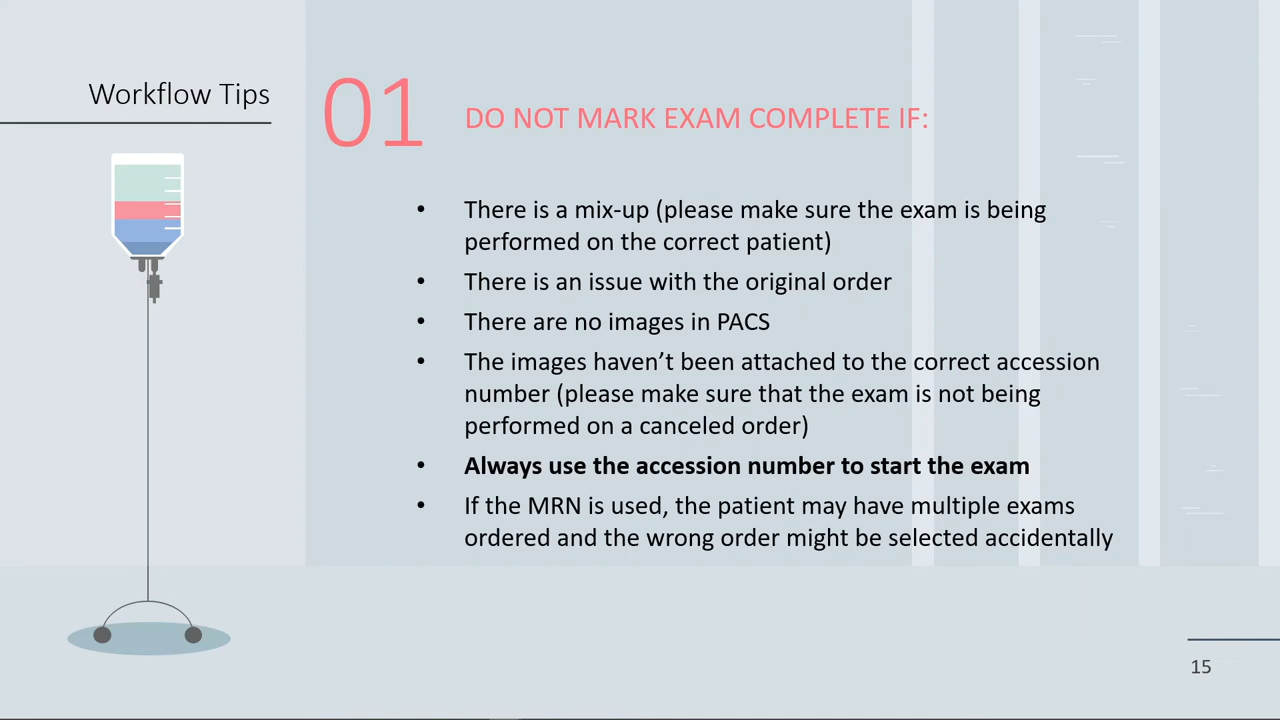 Workflow Tips
01
DO NOT MARK EXAM COMPLETE IF:
• There is a mix-up (please make sure the exam is being
performed on the correct patient)
• There is an issue with the original order
• There are no images in PACS
• The images haven’t been attached to the correct accession
number (please make sure that the exam is not being
performed on a canceled order)
• Always use the accession number to start the exam
• If the MRN is used, the patient may have multiple exams
ordered and the wrong order might be selected accidentally
15